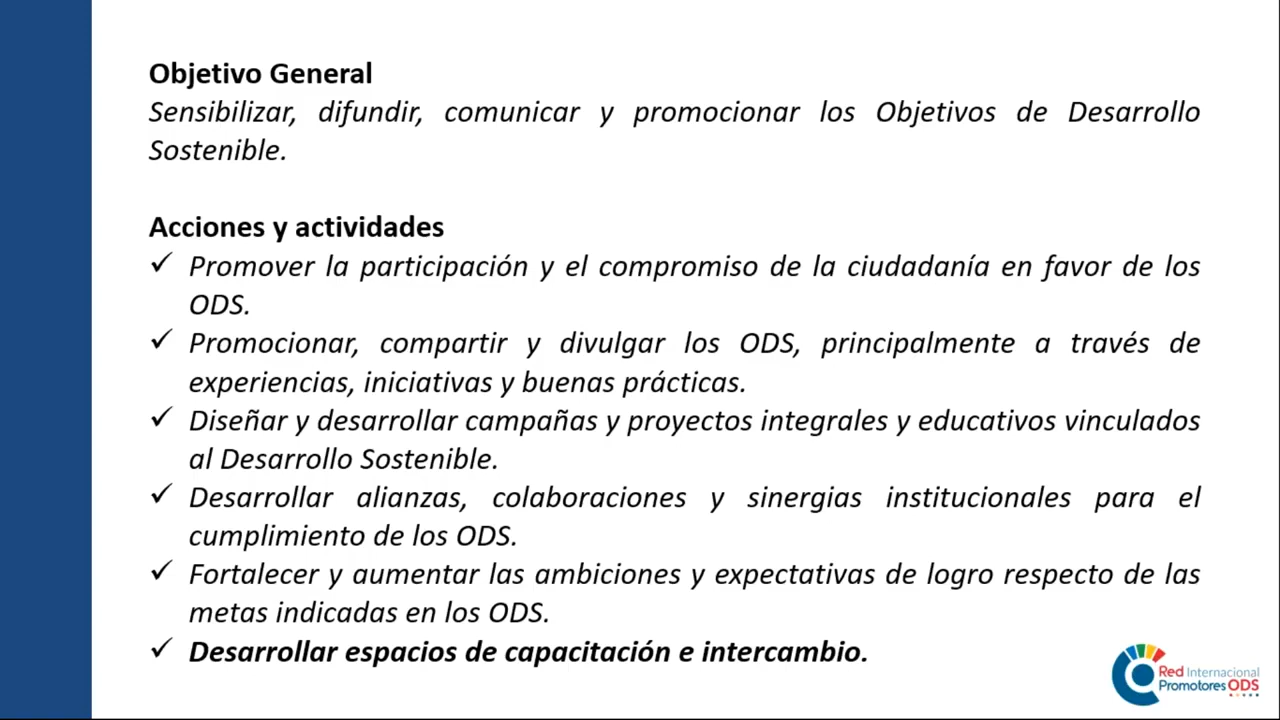 Objetivo General
Sensibilizar, difundir, comunicar y promocionar los Objetivos de Desarrollo
Sostenible.
Acciones y actividades
✓ Promover la participación y el compromiso de la ciudadanía en favor de los
ODS.
✓ Promocionar, compartir y divulgar los ODS, principalmente a través de
experiencias, iniciativas y buenas prácticas.
✓ Diseñar y desarrollar campañas y proyectos integrales y educativos vinculados
al Desarrollo Sostenible.
✓ Desarrollar alianzas, colaboraciones y sinergias institucionales para el
cumplimiento de los ODS.
✓ Fortalecer y aumentar las ambiciones y expectativas de logro respecto de las
metas indicadas en los ODS.
✓ Desarrollar espacios de capacitación e intercambio.
Red Internacional
Promotores ODS